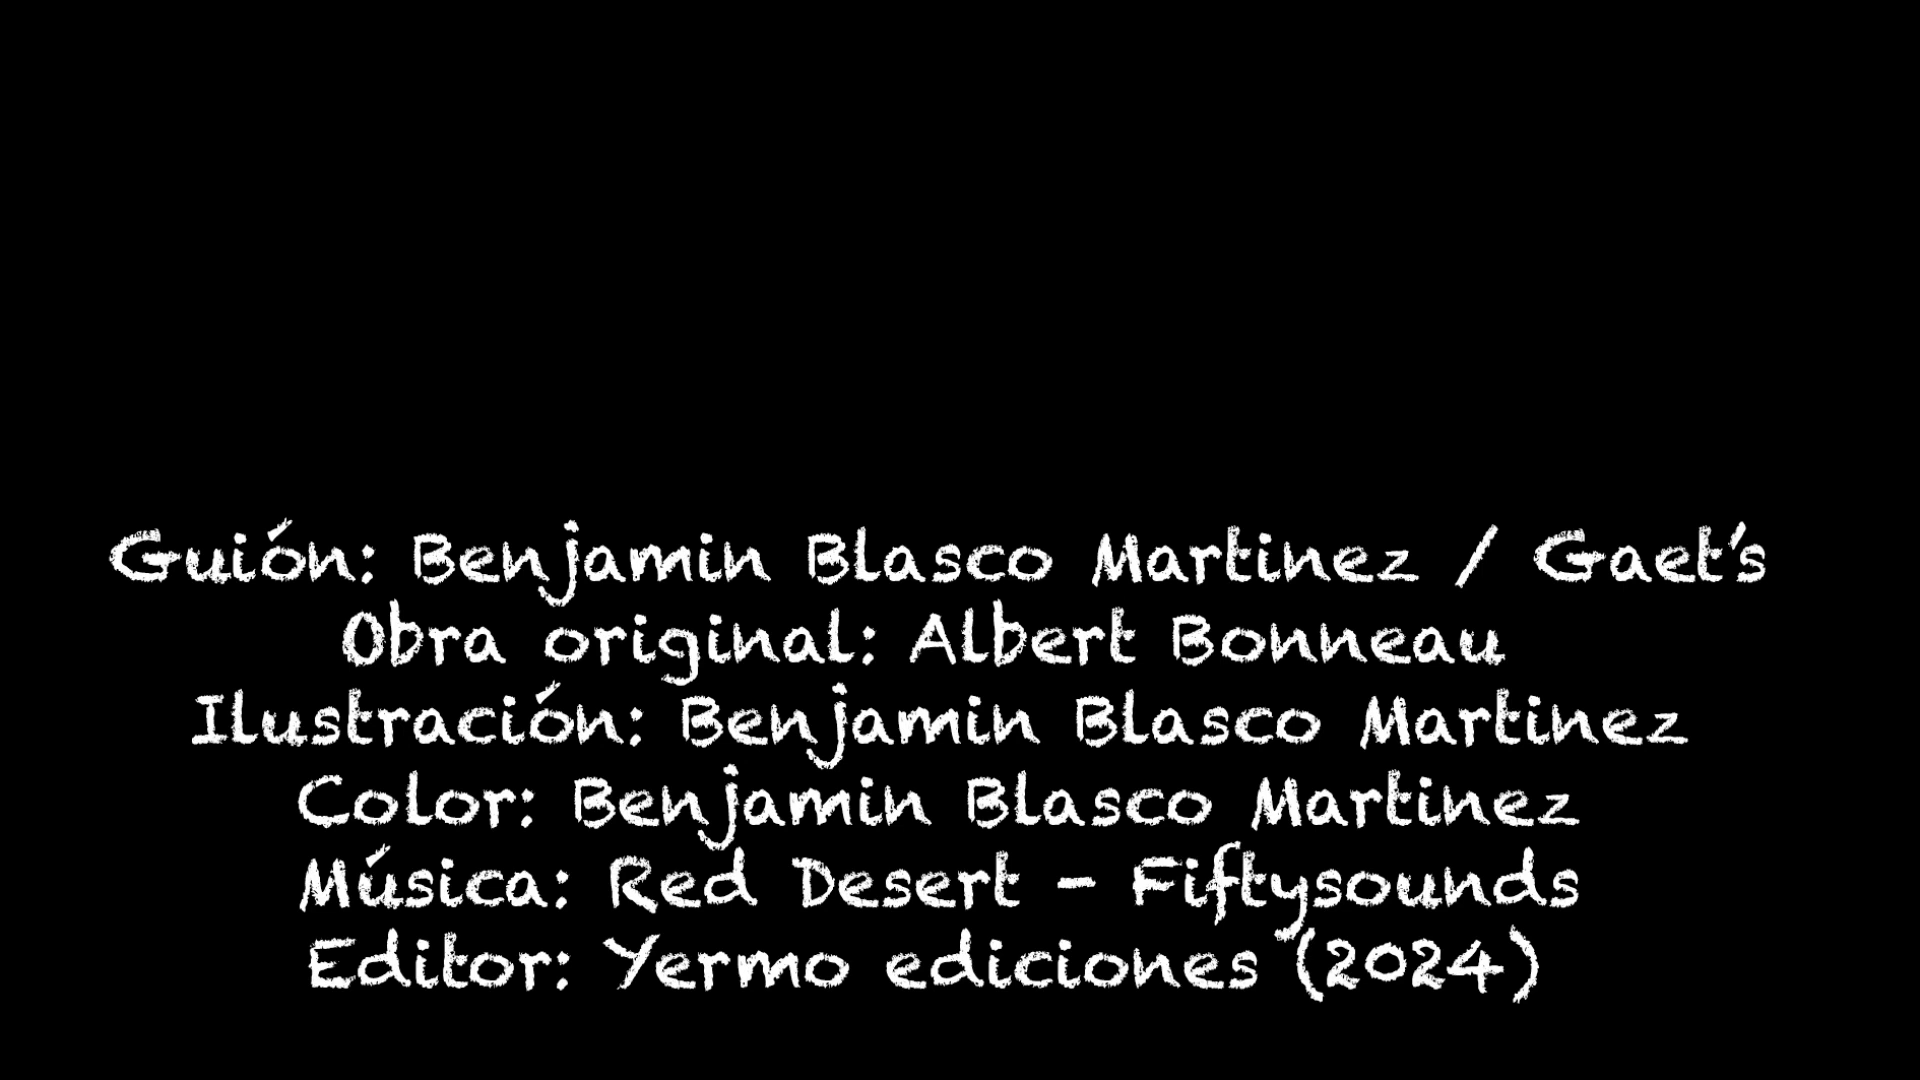 Guión: Benjamin Blasco Martinez / Gaet's
Obra original: Albert Bonneau
Ilustración: Benjamin Blasco Martinez
Color: Benjamin Blasco Martinez
Música: Red Desert - Fiftysounds
Editor: Yermo ediciones (2024)